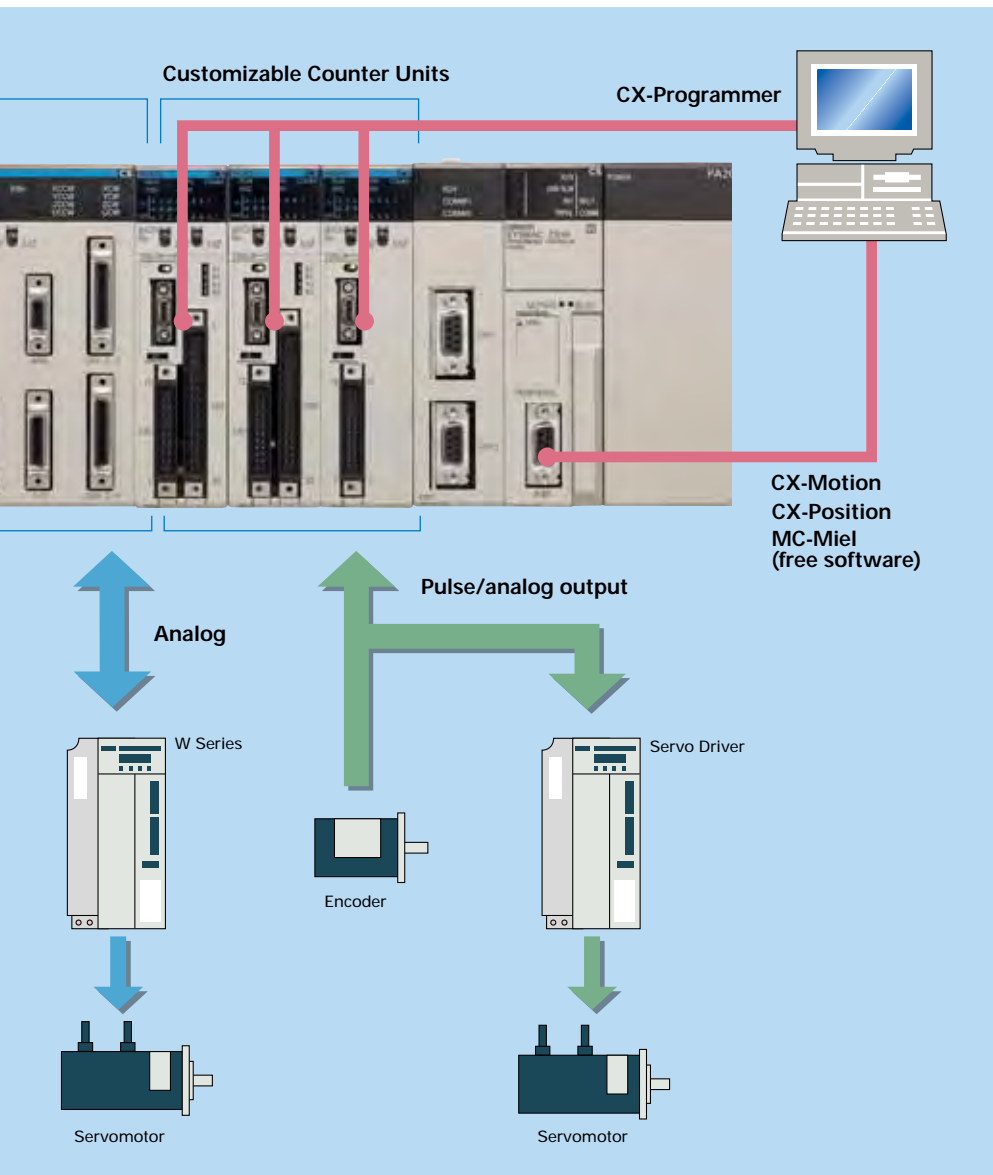 Customizable Counter Units
CX-Programmer
CX-Motion
CX-Position
MC-Miel
(free software)
Pulse/analog output
Analog
W Series
Servo Driver
Encoder
Servomotor
Servomotor